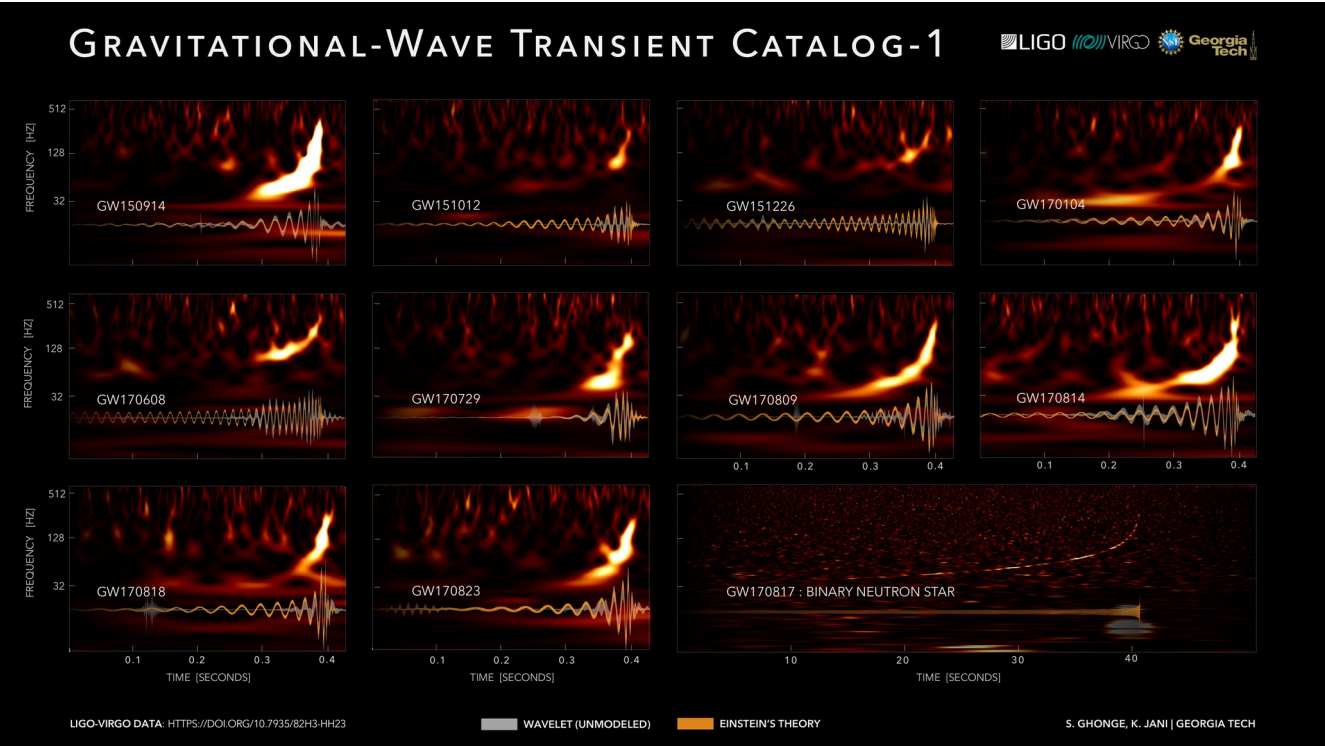 GRAVITATIONAL-WAVE TRANSIENT CATALOG-1
LIGO VIRGO NSF Georgia Tech
FREQUENCY [HZ]
512
128
32
GW150914
GW151012
GW151226
GW170104
FREQUENCY [HZ]
512
128
32
GW170608
GW170729
GW170809
GW170814
0.1 0.2 0.3 0.4
0.1 0.2 0.3 0.4
FREQUENCY [HZ]
512
128
32
GW170818
GW170823
GW170817 : BINARY NEUTRON STAR
0.1 0.2 0.3 0.4
0.1 0.2 0.3 0.4
10 20 30 40
TIME [SECONDS]
TIME [SECONDS]
TIME [SECONDS]
LIGO-VIRGO DATA: HTTPS://DOI.ORG/10.7935/82H3-HH23
WAVELET (UNMODELED)
EINSTEIN'S THEORY
S. GHONGE, K. JANI | GEORGIA TECH